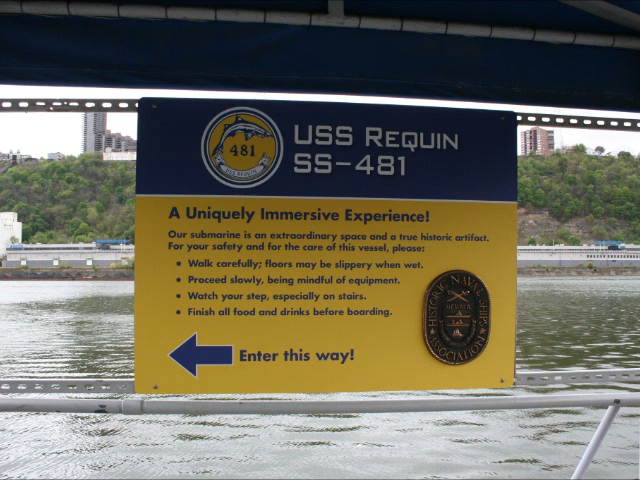 481
USS REQUIN
USS REQUIN
SS-481
A Uniquely Immersive Experience!
Our submarine is an extraordinary space and a true historic artifact.
For your safety and for the care of this vessel, please:
• Walk carefully; floors may be slippery when wet.
• Proceed slowly, being mindful of equipment.
• Watch your step, especially on stairs.
• Finish all food and drinks before boarding.
Enter this way!
HISTORIC NAVAL SHIPS
MEMBER
ASSOCIATION